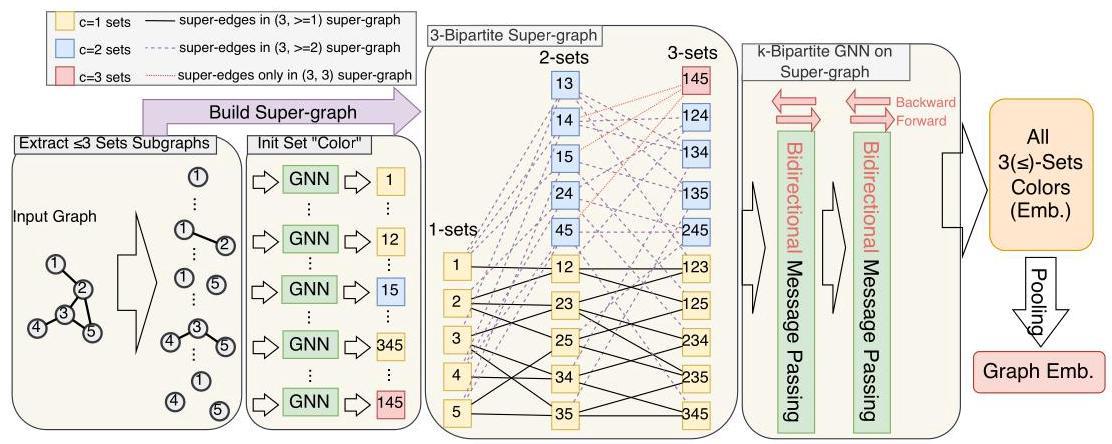 c=1 sets
super-edges in (3, >=1) super-graph
c=2 sets
super-edges in (3, >=2) super-graph
c=3 sets
super-edges only in (3, 3) super-graph
Build Super-graph
Extract ≤3 Sets Subgraphs
Input Graph
1
2
3
4
5
1
⋮
1
2
⋮
1
5
⋮
4
3
5
⋮
1
4
5
Init Set "Color"
GNN
1
⋮
GNN
12
⋮
GNN
15
⋮
GNN
345
⋮
GNN
145
3-Bipartite Super-graph
1-sets
1
2
3
4
5
2-sets
13
14
15
24
45
12
23
25
34
35
3-sets
145
124
134
135
245
123
125
234
235
345
k-Bipartite GNN on
Super-graph
Backward
Forward
Bidirectional Message Passing
Bidirectional Message Passing
All
3(≤)-Sets
Colors
(Emb.)
Pooling
Graph Emb.